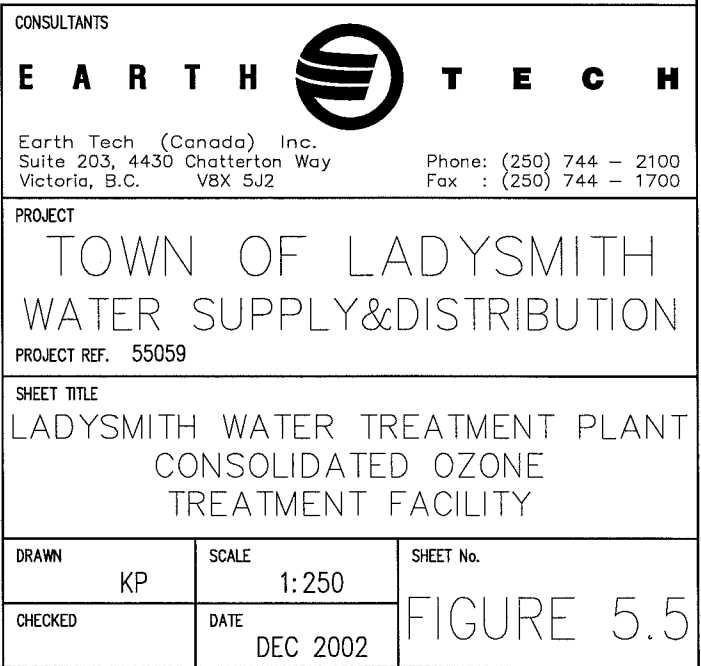 CONSULTANTS
EARTH TECH
Earth Tech (Canada) Inc.
Suite 203, 4430 Chatterton Way Phone: (250) 744 - 2100
Victoria, B.C. V8X 5J2 Fax : (250) 744 - 1700
PROJECT
TOWN OF LADYSMITH
WATER SUPPLY&DISTRIBUTION
PROJECT REF. 55059
SHEET TITLE
LADYSMITH WATER TREATMENT PLANT
CONSOLIDATED OZONE
TREATMENT FACILITY
DRAWN
KP
SCALE
1:250
SHEET No.
FIGURE 5.5
CHECKED
DATE
DEC 2002